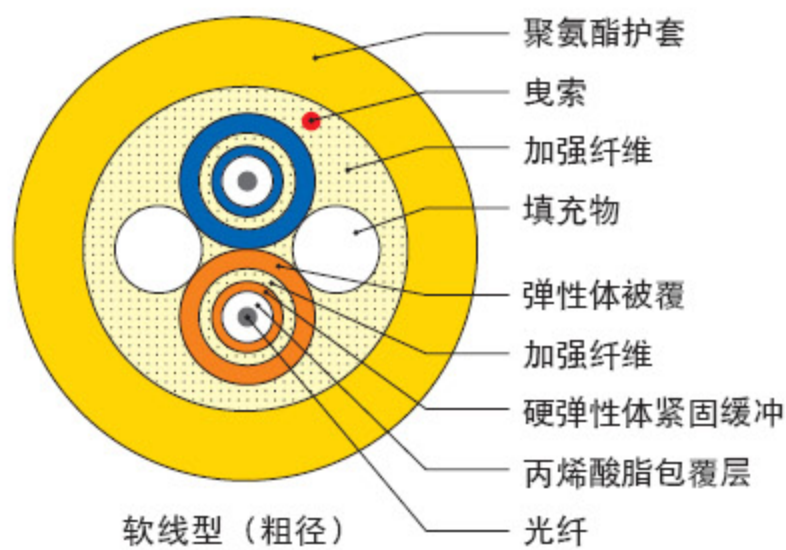 聚氨酯护套
曳索
加强纤维
填充物
弹性体被覆
加强纤维
硬弹性体紧固缓冲
丙烯酸脂包覆层
光纤
软线型（粗径）